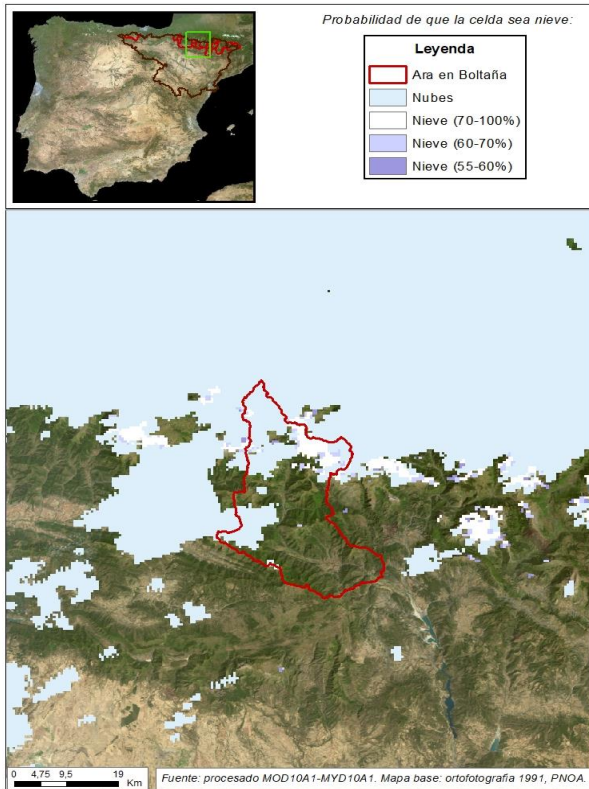 Probabilidad de que la celda sea nieve:
Leyenda
Ara en Boltaña
Nubes
Nieve (70-100%)
Nieve (60-70%)
Nieve (55-60%)
0 4,75 9,5 19
Km
Fuente: procesado MOD10A1-MYD10A1. Mapa base: ortofotografía 1991, PNOA.